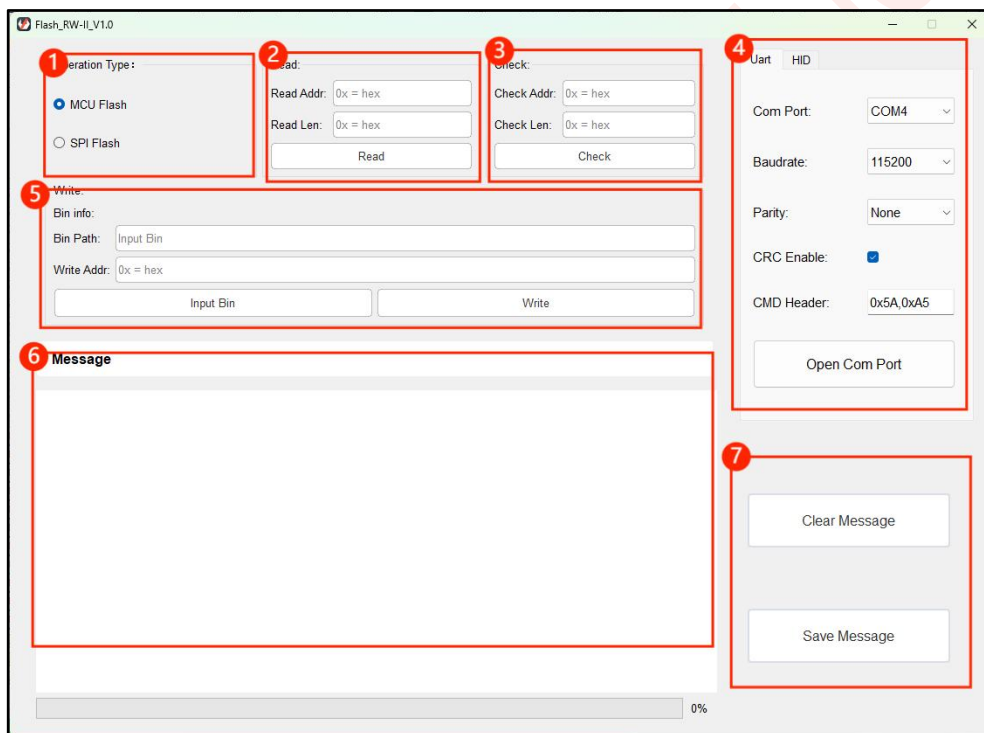 Flash_RW-II_V1.0
1
eration Type:
MCU Flash
SPI Flash
2
ead:
Read Addr: 0x = hex
Read Len: 0x = hex
Read
3
Check:
Check Addr: 0x = hex
Check Len: 0x = hex
Check
4
Uart HID
Com Port: COM4
Baudrate: 115200
Parity: None
CRC Enable:
CMD Header: 0x5A,0xA5
Open Com Port
5
Write:
Bin info:
Bin Path: Input Bin
Write Addr: 0x = hex
Input Bin Write
6
Message
7
Clear Message
Save Message
0%